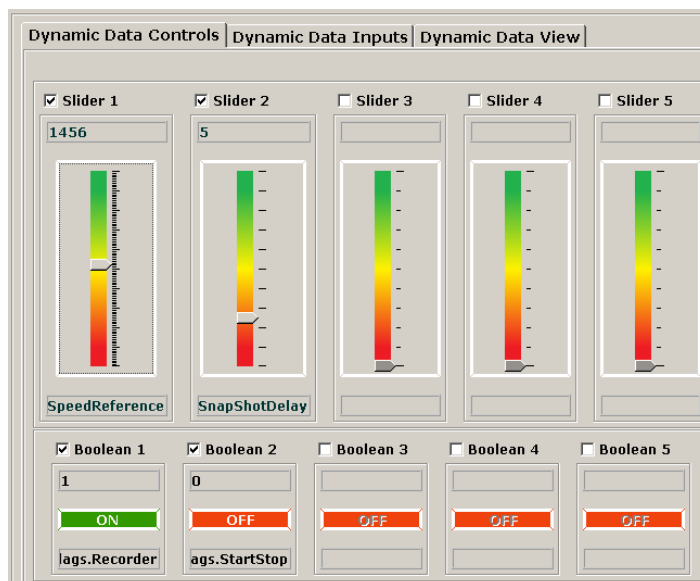 Dynamic Data Controls Dynamic Data Inputs Dynamic Data View
Slider 1 Slider 2 Slider 3 Slider 4 Slider 5
1456 5
SpeedReference SnapShotDelay
Boolean 1 Boolean 2 Boolean 3 Boolean 4 Boolean 5
1 0
ON OFF OFF OFF OFF
lags.Recorder ags.StartStop